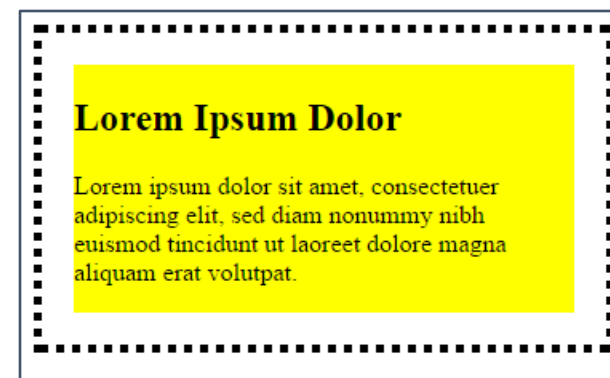 Lorem Ipsum Dolor
Lorem ipsum dolor sit amet, consectetuer
adipiscing elit, sed diam nonummy nibh
euismod tincidunt ut laoreet dolore magna
aliquam erat volutpat.